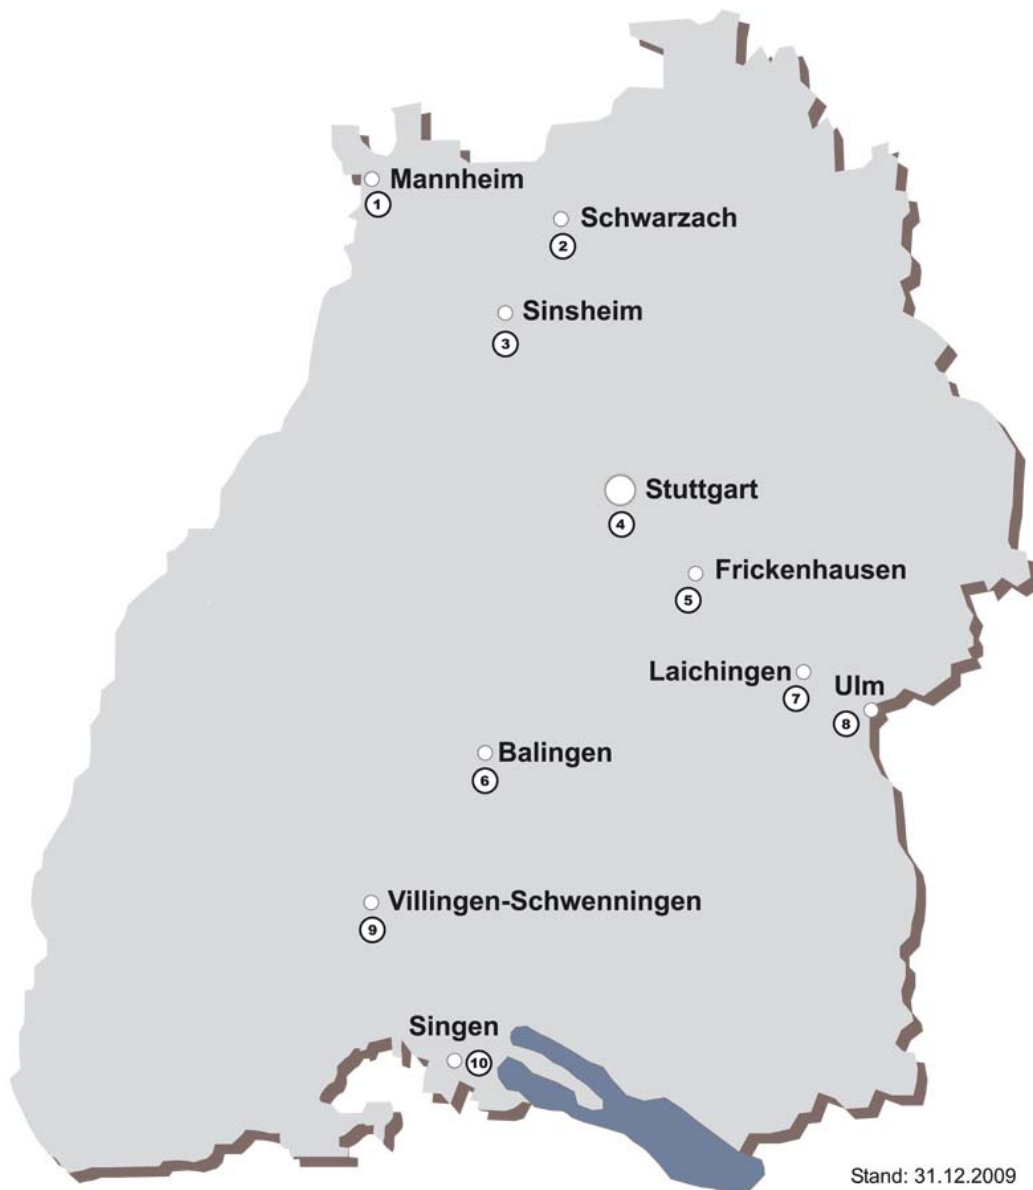 Mannheim
1
Schwarzach
2
Sinsheim
3
Stuttgart
4
Frickenhausen
5
Laichingen
7
Ulm
8
Balingen
6
Villingen-Schwenningen
9
Singen
10
Stand: 31.12.2009